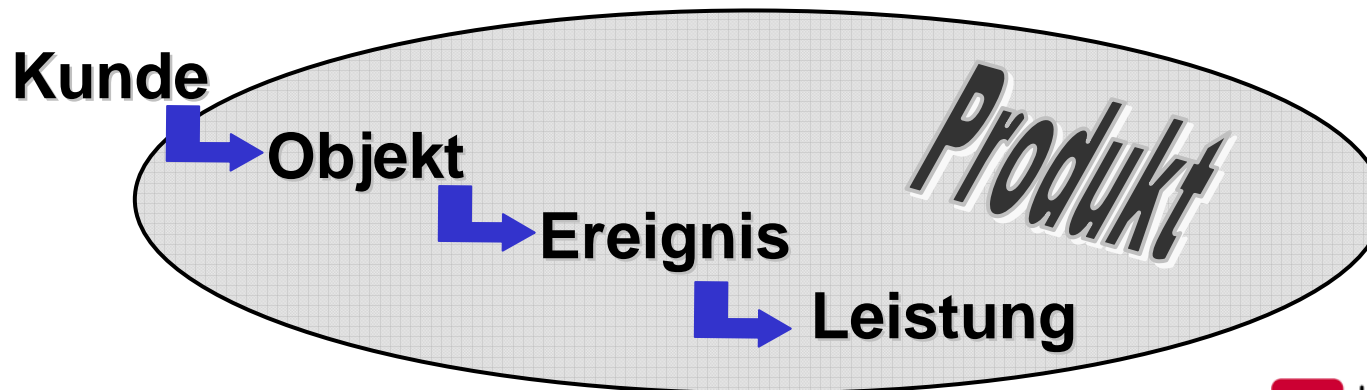 Kunde
Objekt
Produkt
Ereignis
Leistung